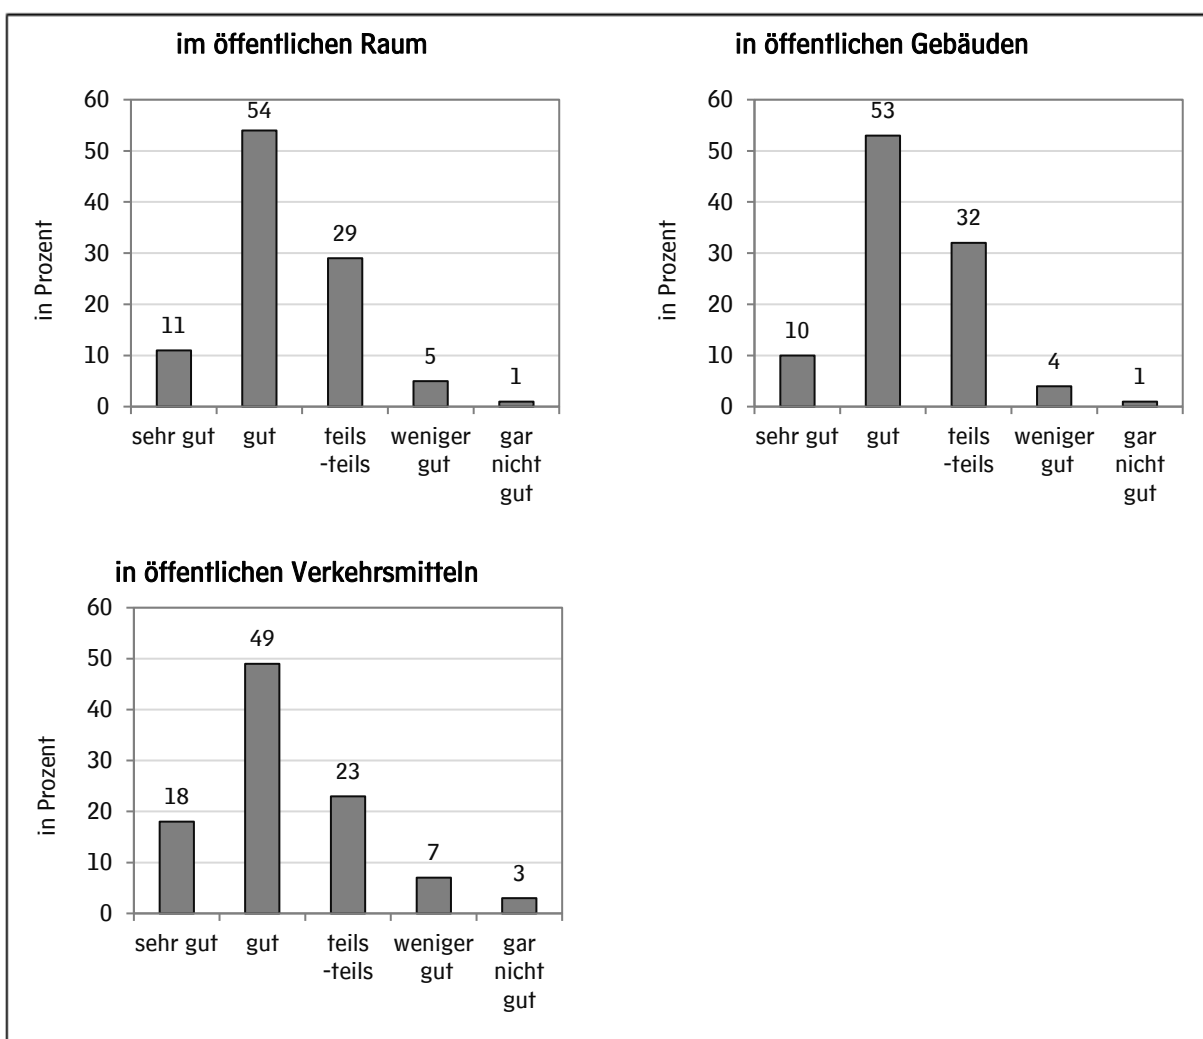 im öffentlichen Raum
60
50
40
30
20
10
0
in Prozent
54
29
11
5
1
sehr gut
gut
teils
-teils
weniger
gut
gar
nicht
gut
in öffentlichen Gebäuden
60
50
40
30
20
10
0
in Prozent
53
32
10
4
1
sehr gut
gut
teils
-teils
weniger
gut
gar
nicht
gut
in öffentlichen Verkehrsmitteln
60
50
40
30
20
10
0
in Prozent
49
23
18
7
3
sehr gut
gut
teils
-teils
weniger
gut
gar
nicht
gut